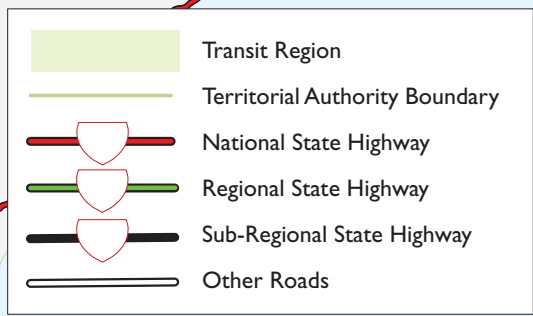 Transit Region
Territorial Authority Boundary
National State Highway
Regional State Highway
Sub-Regional State Highway
Other Roads